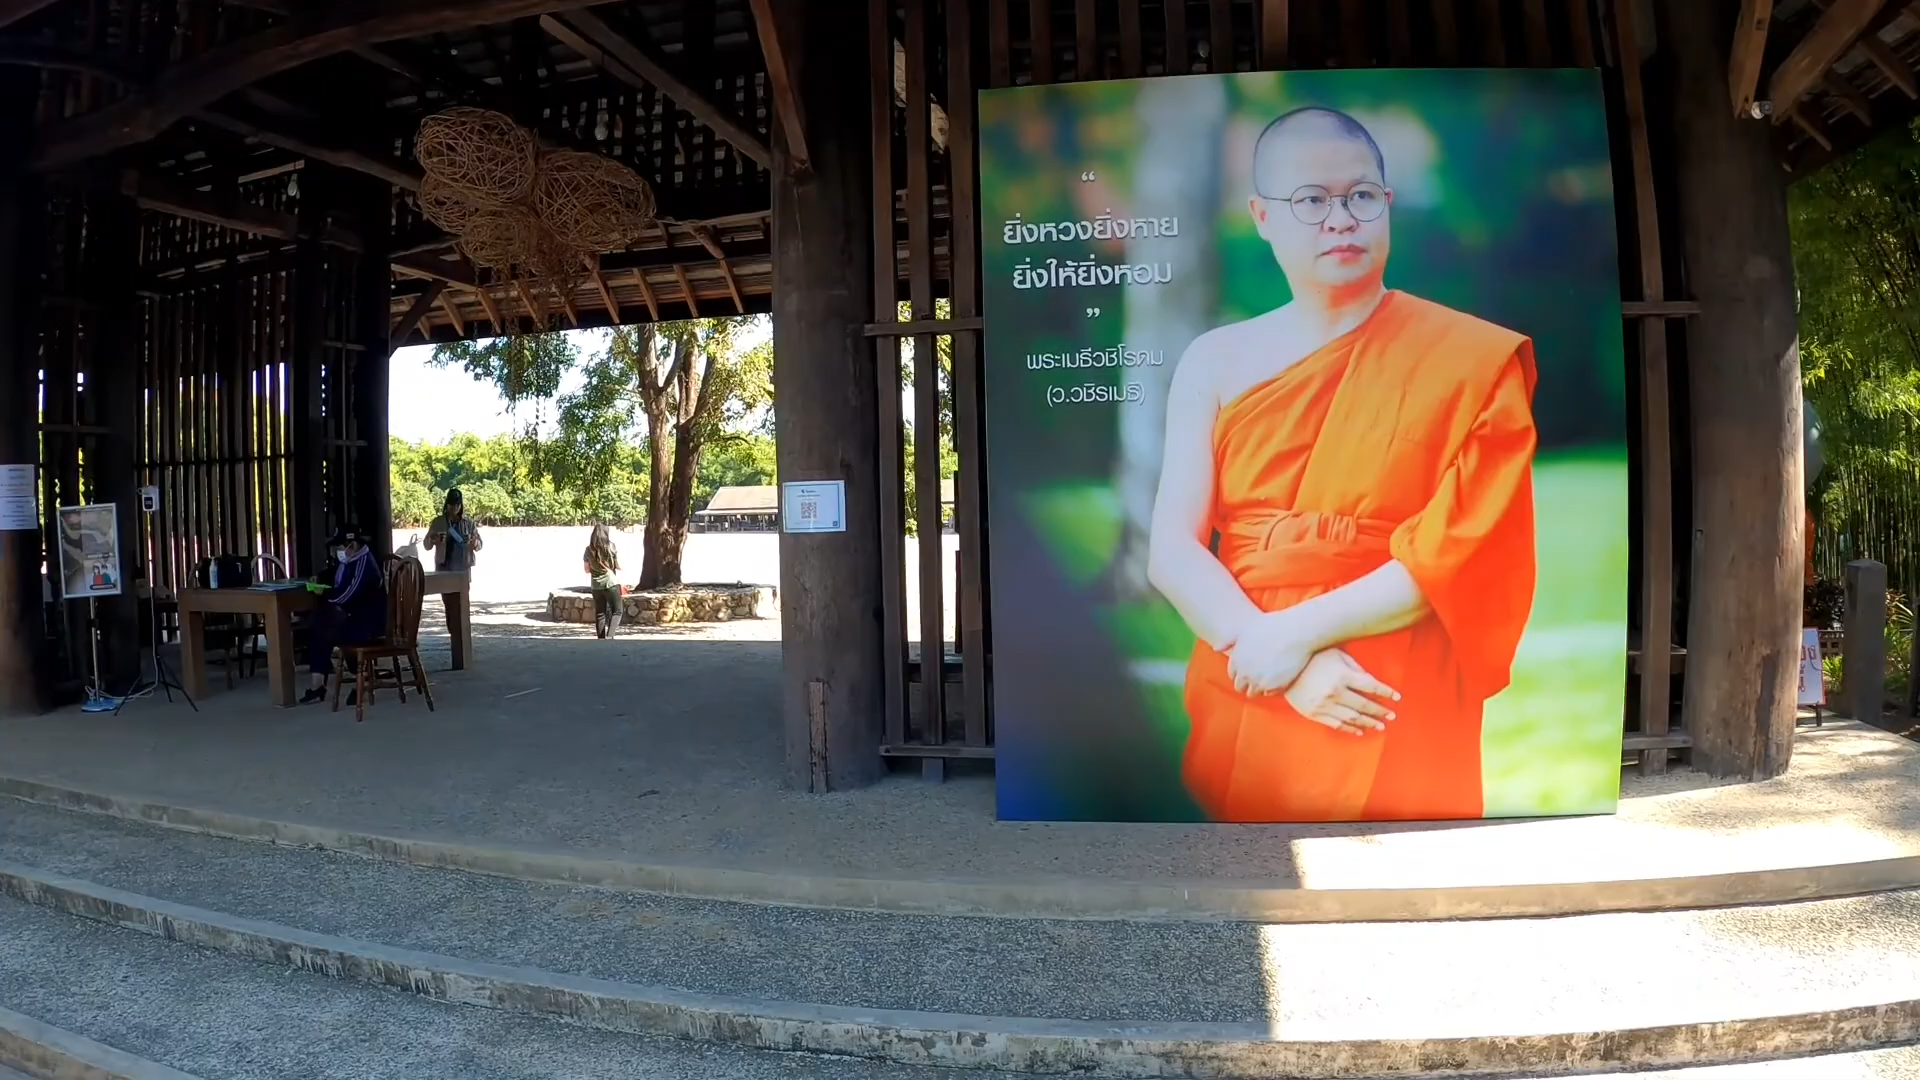 “
ยิ่งหวงยิ่งหาย
ยิ่งให้ยิ่งหอม
”
พระเมธีวชิโรดม
(ว.วชิรเมธี)